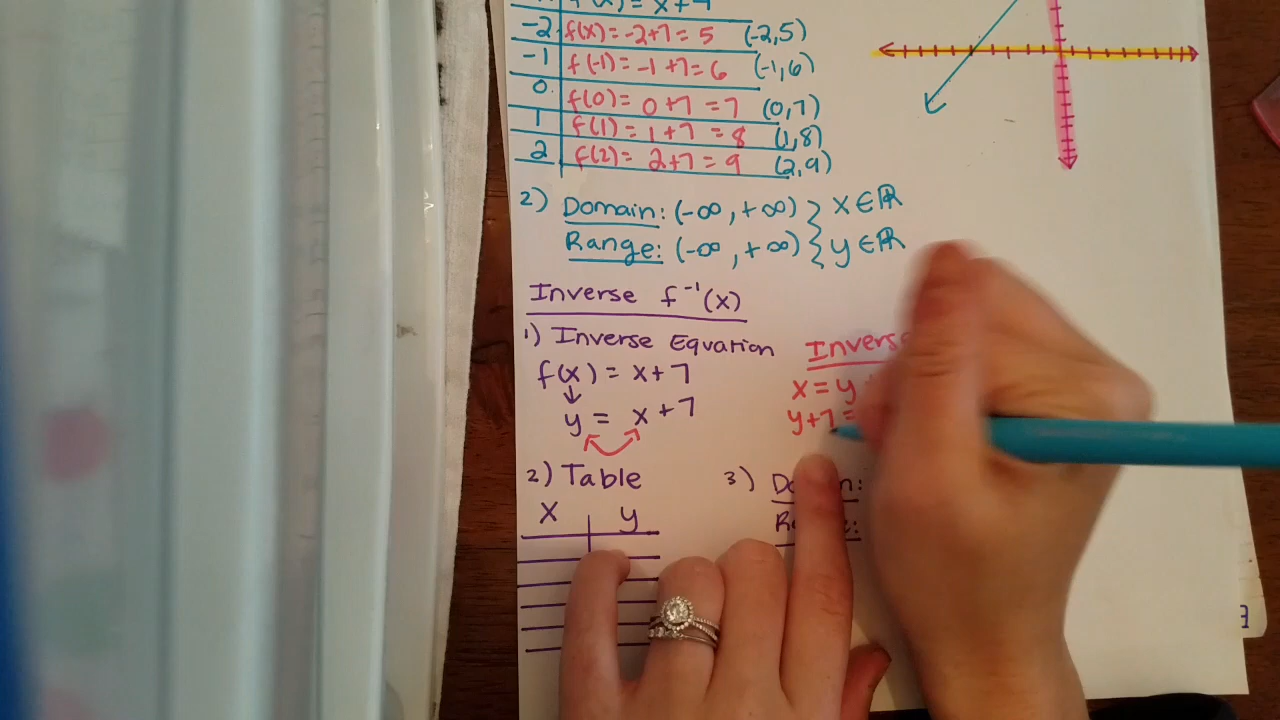 -2 f(x) = -2+7 = 5 (-2,5)
-1 f(-1) = -1+7 = 6 (-1,6)
0 f(0) = 0+7 = 7 (0,7)
1 f(1) = 1+7 = 8 (1,8)
2 f(2) = 2+7 = 9 (2,9)
2) Domain: (-∞, +∞) } x ∈ ℝ
Range: (-∞, +∞) } y ∈ ℝ
Inverse f⁻¹(x)
1) Inverse Equation
f(x) = x+7
y = x+7
Inverse
x = y
y+7 =
2) Table
x y
3)